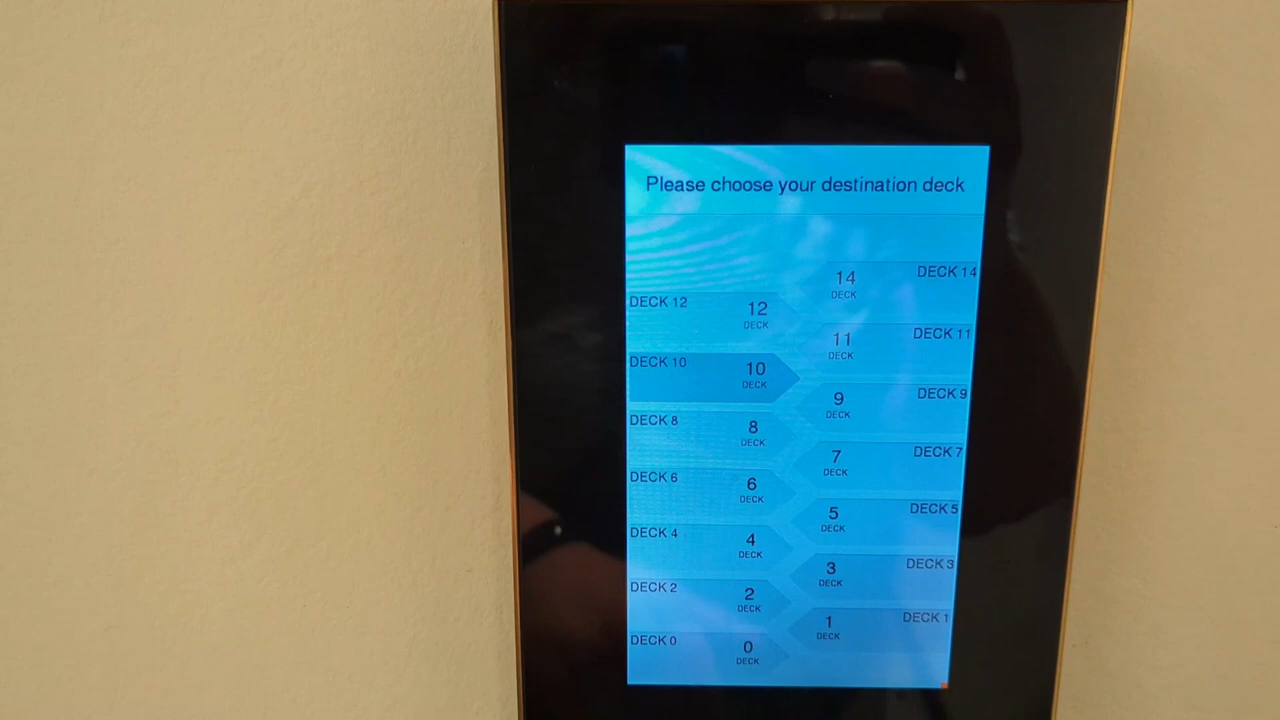 Please choose your destination deck
14 DECK 14
DECK
DECK 12 12
DECK
11 DECK 11
DECK
DECK 10 10
DECK
9 DECK 9
DECK
DECK 8 8
DECK
7 DECK 7
DECK
DECK 6 6
DECK
5 DECK 5
DECK
DECK 4 4
DECK
3 DECK 3
DECK
DECK 2 2
DECK
1 DECK 1
DECK
DECK 0 0
DECK